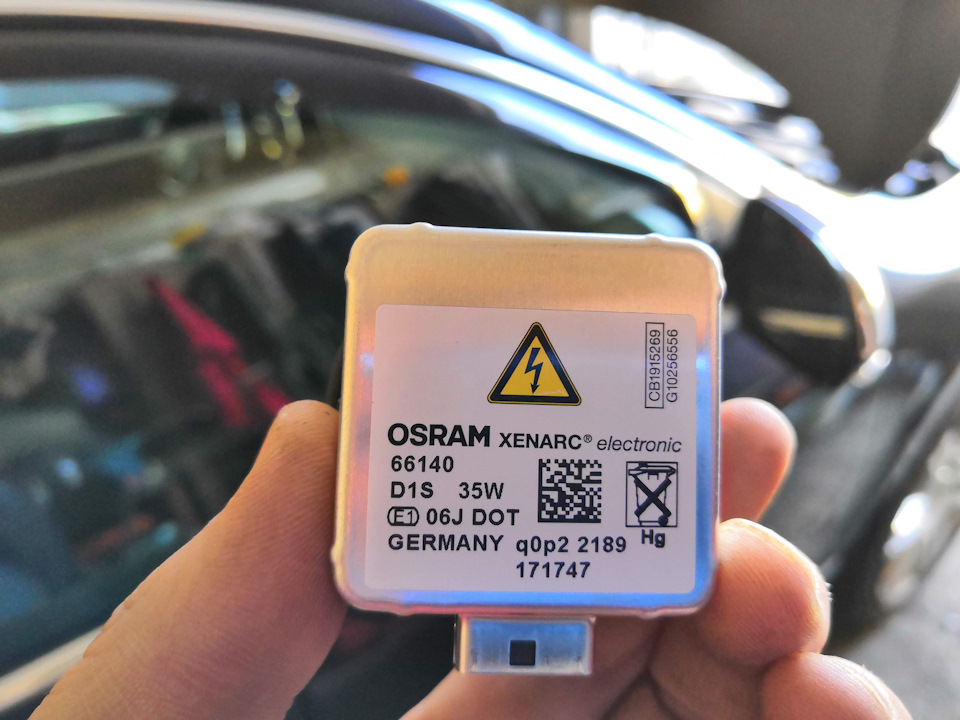 CB1915269
G10256556
OSRAM XENARC® electronic
66140
D1S 35W
E1 06J DOT
GERMANY q0p2 2189
171747
Hg